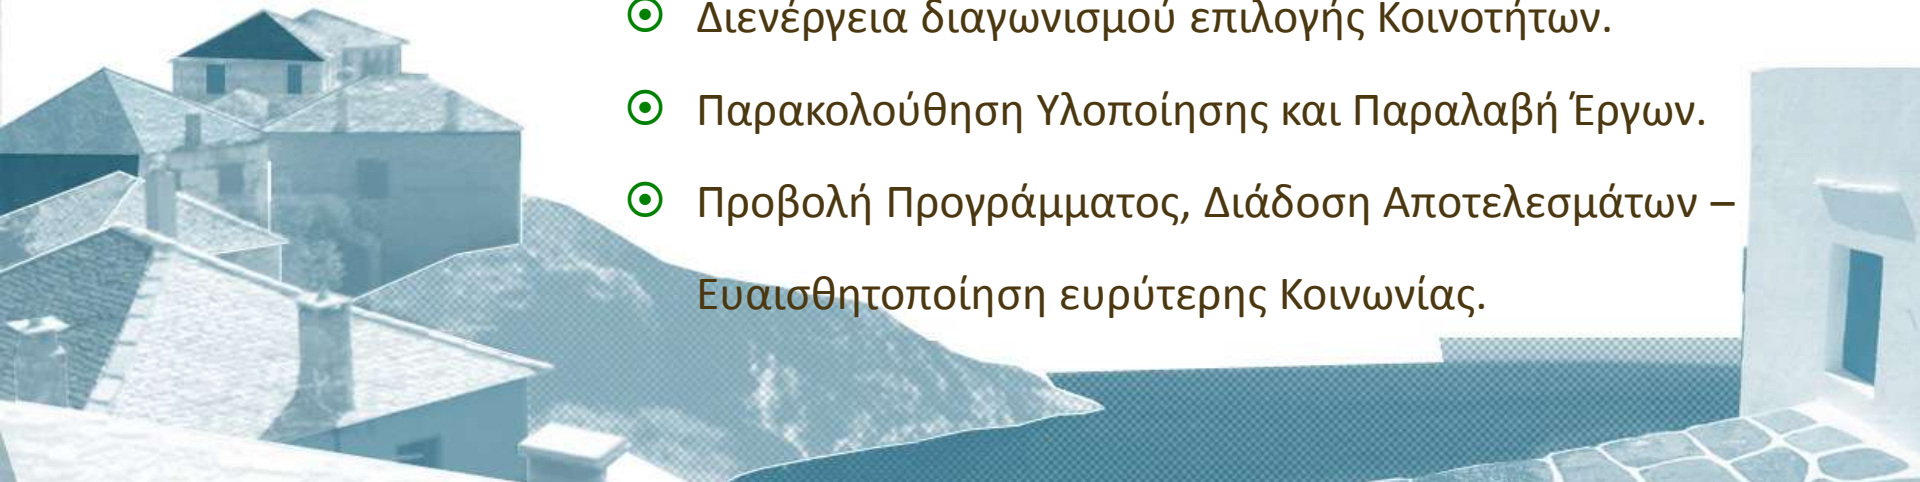 Διενέργεια διαγωνισμού επιλογής Κοινοτήτων.
Παρακολούθηση Υλοποίησης και Παραλαβή Έργων.
Προβολή Προγράμματος, Διάδοση Αποτελεσμάτων –
Ευαισθητοποίηση ευρύτερης Κοινωνίας.